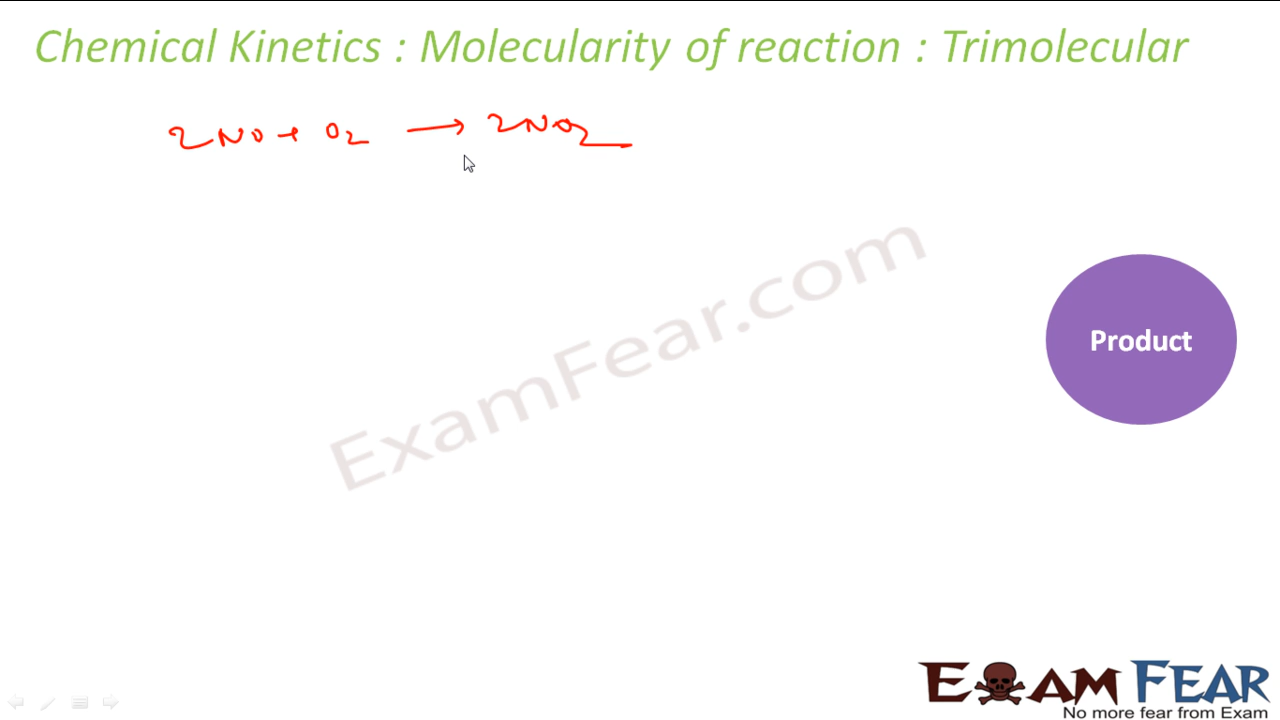 Chemical Kinetics : Molecularity of reaction : Trimolecular
2NO + O2 → 2NO2
ExamFear.com
Product
EXAM FEAR
No more fear from Exam